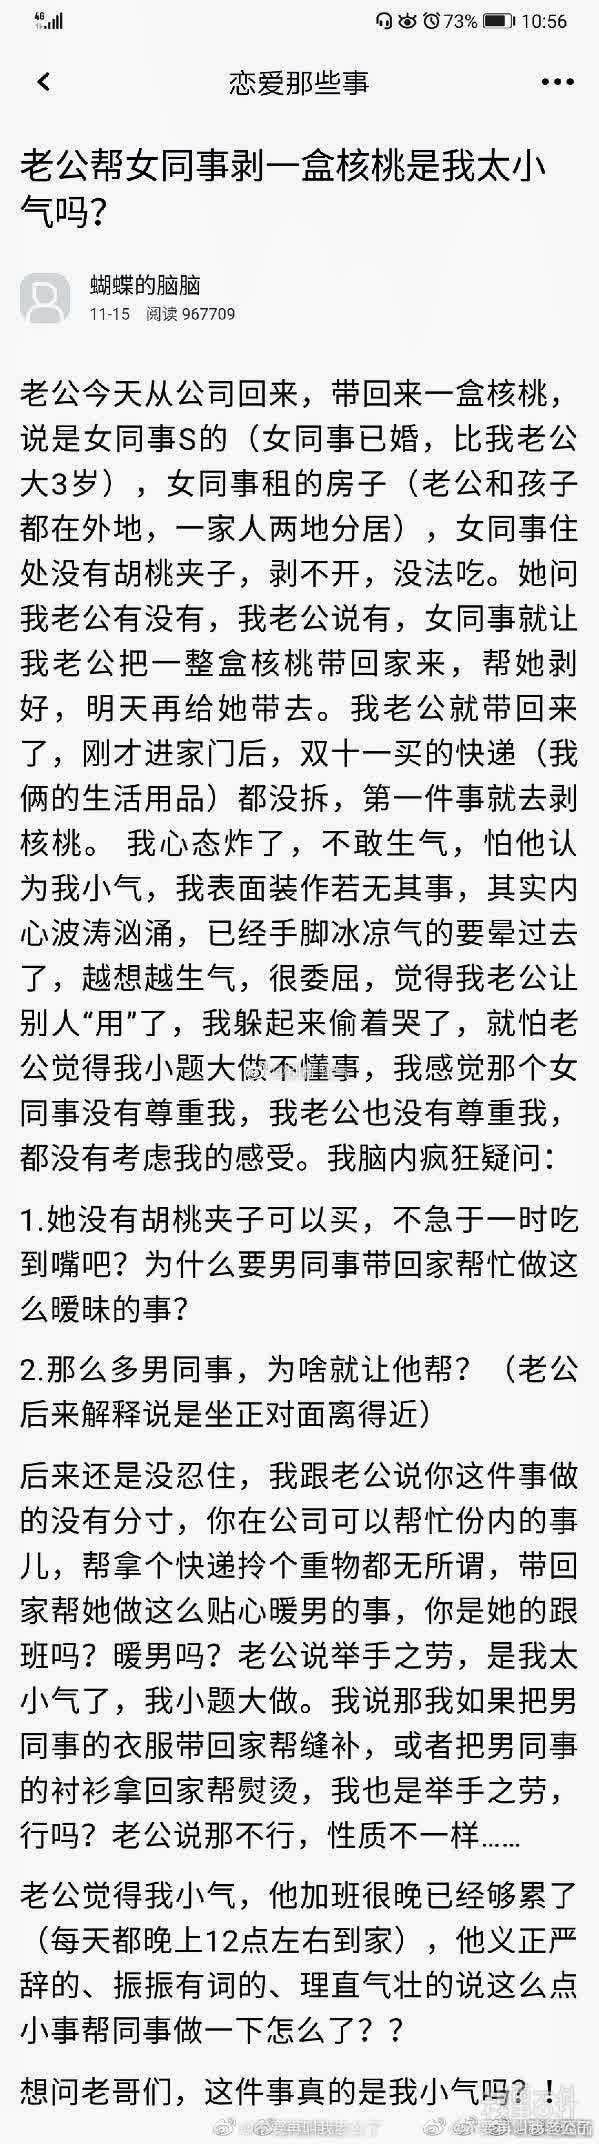 4G
73%
10:56
恋爱那些事
老公帮女同事剥一盒核桃是我太小
气吗？
蝴蝶的脑脑
11-15 阅读 967709
老公今天从公司回来，带回来一盒核桃，
说是女同事S的（女同事已婚，比我老公
大3岁），女同事租的房子（老公和孩子
都在外地，一家人两地分居），女同事住
处没有胡桃夹子，剥不开，没法吃。她问
我老公有没有，我老公说有，女同事就让
我老公把一整盒核桃带回家来，帮她剥
好，明天再给她带去。我老公就带回来
了，刚才进家门后，双十一买的快递（我
俩的生活用品）都没拆，第一件事就去剥
核桃。 我心态炸了，不敢生气，怕他认
为我小气，我表面装作若无其事，其实内
心波涛汹涌，已经手脚冰凉气的要晕过去
了，越想越生气，很委屈，觉得我老公让
别人“用”了，我躲起来偷着哭了，就怕老
公觉得我小题大做不懂事，我感觉那个女
同事没有尊重我，我老公也没有尊重我，
都没有考虑我的感受。我脑内疯狂疑问：
1.她没有胡桃夹子可以买，不急于一时吃
到嘴吧？为什么要男同事带回家帮忙做这
么暧昧的事？
2.那么多男同事，为啥就让他帮？（老公
后来解释说是坐正对面离得近）
后来还是没忍住，我跟老公说你这件事做
的没有分寸，你在公司可以帮忙份内的事
儿，帮拿个快递拎个重物都无所谓，带回
家帮她做这么贴心暖男的事，你是她的跟
班吗？暖男吗？老公说举手之劳，是我太
小气了，我小题大做。我说那我如果把男
同事的衣服带回家帮缝补，或者把男同事
的衬衫拿回家帮熨烫，我也是举手之劳，
行吗？老公说那不行，性质不一样……
老公觉得我小气，他加班很晚已经够累了
（每天都晚上12点左右到家），他义正严
辞的、振振有词的、理直气壮的说这么点
小事帮同事做一下怎么了？？
想问老哥们，这件事真的是我小气吗？！